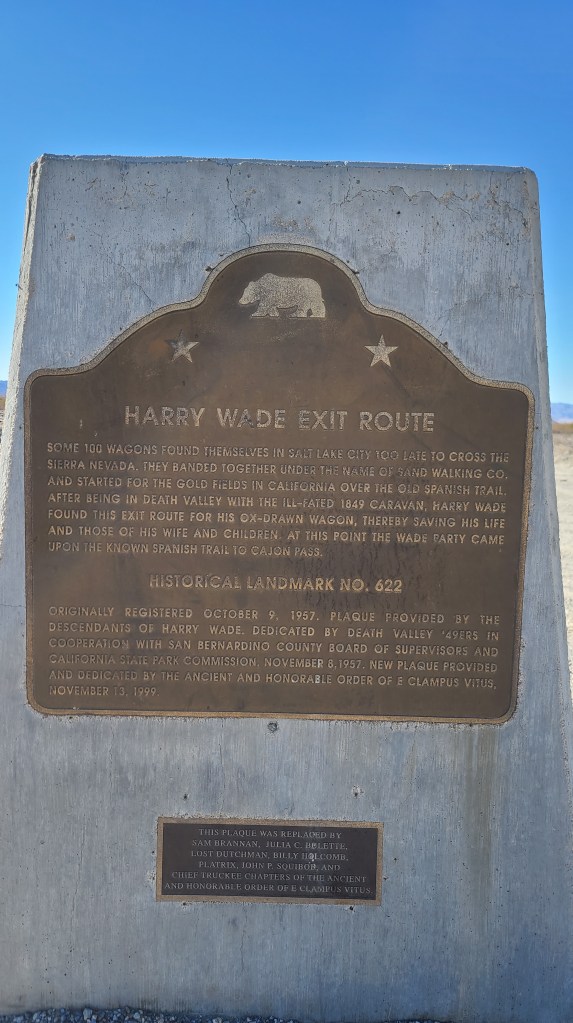 HARRY WADE EXIT ROUTE
SOME 100 WAGONS FOUND THEMSELVES IN SALT LAKE CITY TOO LATE TO CROSS THE
SIERRA NEVADA. THEY BANDED TOGETHER UNDER THE NAME OF SAND WALKING CO.
AND STARTED FOR THE GOLD FIELDS IN CALIFORNIA OVER THE OLD SPANISH TRAIL.
AFTER BEING IN DEATH VALLEY WITH THE ILL-FATED 1849 CARAVAN, HARRY WADE
FOUND THIS EXIT ROUTE FOR HIS OX-DRAWN WAGON, THEREBY SAVING HIS LIFE
AND THOSE OF HIS WIFE AND CHILDREN. AT THIS POINT THE WADE PARTY CAME
UPON THE KNOWN SPANISH TRAIL TO CAJON PASS.
HISTORICAL LANDMARK NO. 622
ORIGINALLY REGISTERED OCTOBER 9, 1957. PLAQUE PROVIDED BY THE
DESCENDANTS OF HARRY WADE. DEDICATED BY DEATH VALLEY '49ERS IN
COOPERATION WITH SAN BERNARDINO COUNTY BOARD OF SUPERVISORS AND
CALIFORNIA STATE PARK COMMISSION, NOVEMBER 8,1957. NEW PLAQUE PROVIDED
AND DEDICATED BY THE ANCIENT AND HONORABLE ORDER OF E CLAMPUS VITUS,
NOVEMBER 13, 1999.
THIS PLAQUE WAS REPLACED BY
SAM BRANNAN, JULIA C. BULETTE,
LOST DUTCHMAN, BILLY HOLCOMB,
PLATRIX, JOHN P. SQUIBOB, AND
CHIEF TRUCKEE CHAPTERS OF THE ANCIENT
AND HONORABLE ORDER OF E CLAMPUS VITUS